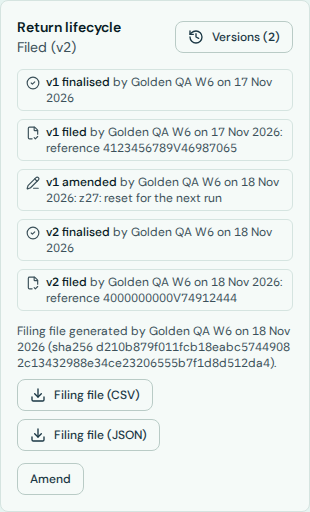 Return lifecycle
Filed (v2)
Versions (2)
v1 finalised by Golden QA W6 on 17 Nov
2026
v1 filed by Golden QA W6 on 17 Nov 2026:
reference 4123456789V46987065
v1 amended by Golden QA W6 on 18 Nov
2026: z27: reset for the next run
v2 finalised by Golden QA W6 on 18 Nov
2026
v2 filed by Golden QA W6 on 18 Nov 2026:
reference 4000000000V74912444
Filing file generated by Golden QA W6 on 18 Nov
2026 (sha256 d210b879f011fcb18eabc5744908
2c13432988e34ce23206555b7f1d8d512da4).
Filing file (CSV)
Filing file (JSON)
Amend